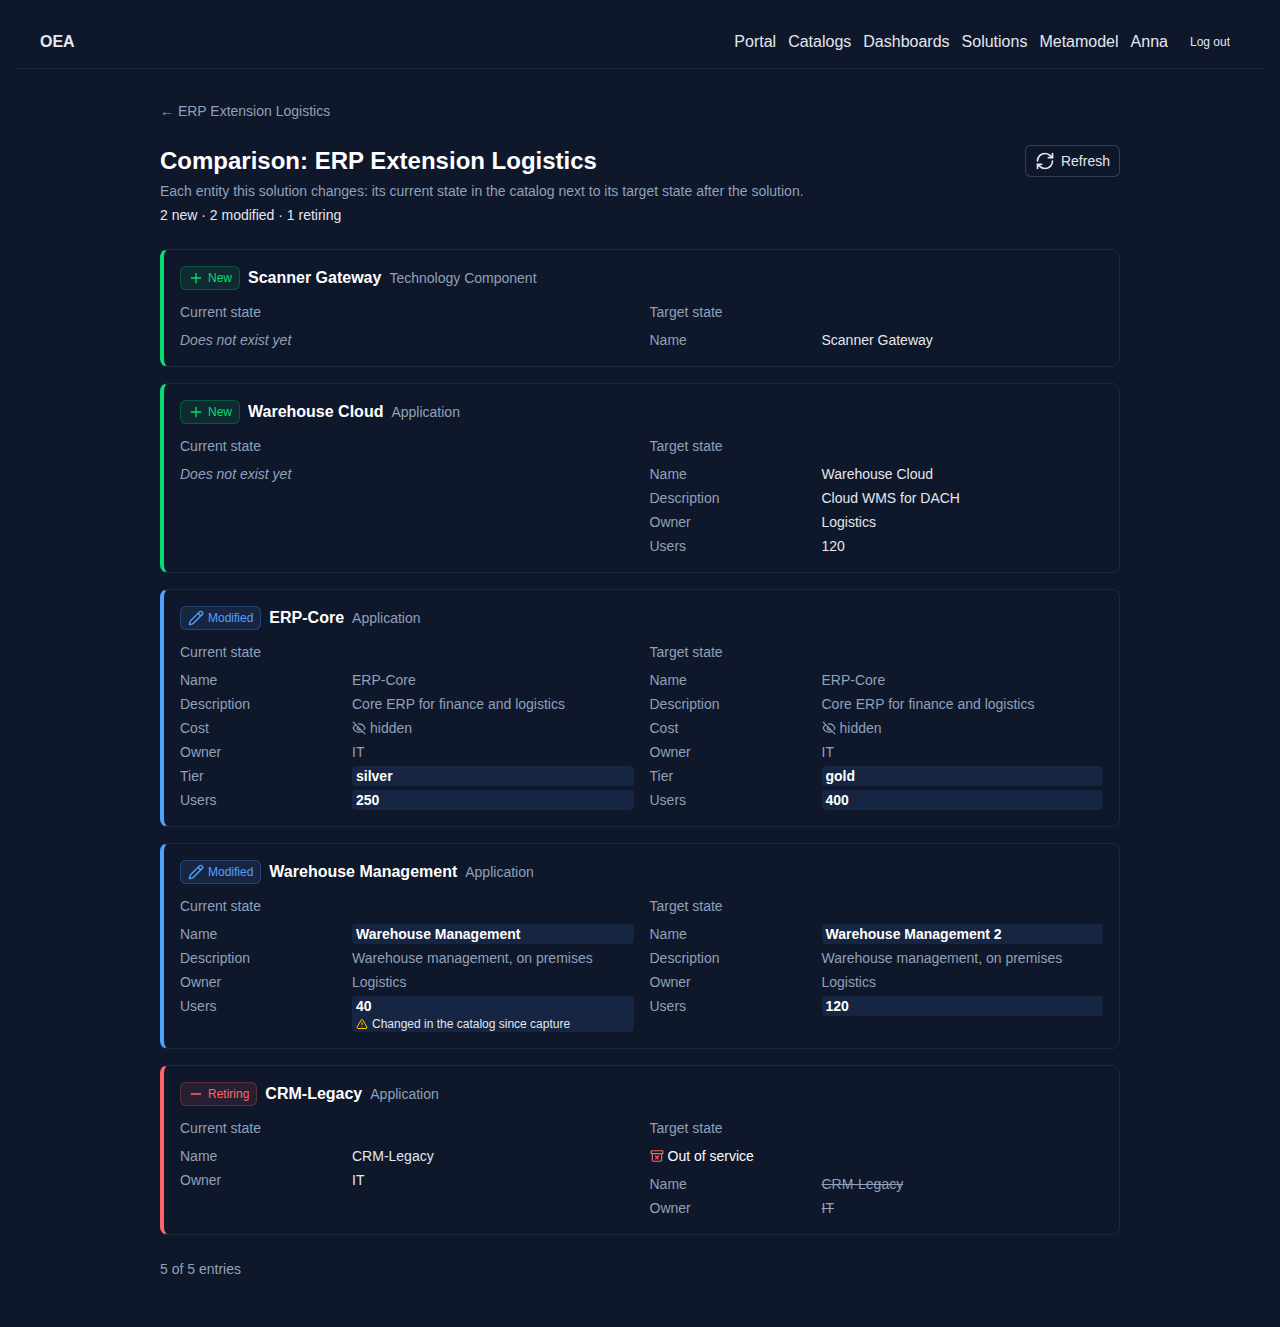 OEA Portal Catalogs Dashboards Solutions Metamodel Anna Log out
← ERP Extension Logistics
Comparison: ERP Extension Logistics Refresh
Each entity this solution changes: its current state in the catalog next to its target state after the solution.
2 new · 2 modified · 1 retiring
New Scanner Gateway Technology Component
Current state Target state
Does not exist yet Name Scanner Gateway
New Warehouse Cloud Application
Current state Target state
Does not exist yet Name Warehouse Cloud
Description Cloud WMS for DACH
Owner Logistics
Users 120
Modified ERP-Core Application
Current state Target state
Name ERP-Core Name ERP-Core
Description Core ERP for finance and logistics Description Core ERP for finance and logistics
Cost hidden Cost hidden
Owner IT Owner IT
Tier silver Tier gold
Users 250 Users 400
Modified Warehouse Management Application
Current state Target state
Name Warehouse Management Name Warehouse Management 2
Description Warehouse management, on premises Description Warehouse management, on premises
Owner Logistics Owner Logistics
Users 40 Users 120
Changed in the catalog since capture
Retiring CRM-Legacy Application
Current state Target state
Name CRM-Legacy Out of service
Owner IT Name CRM-Legacy
Owner IT
5 of 5 entries